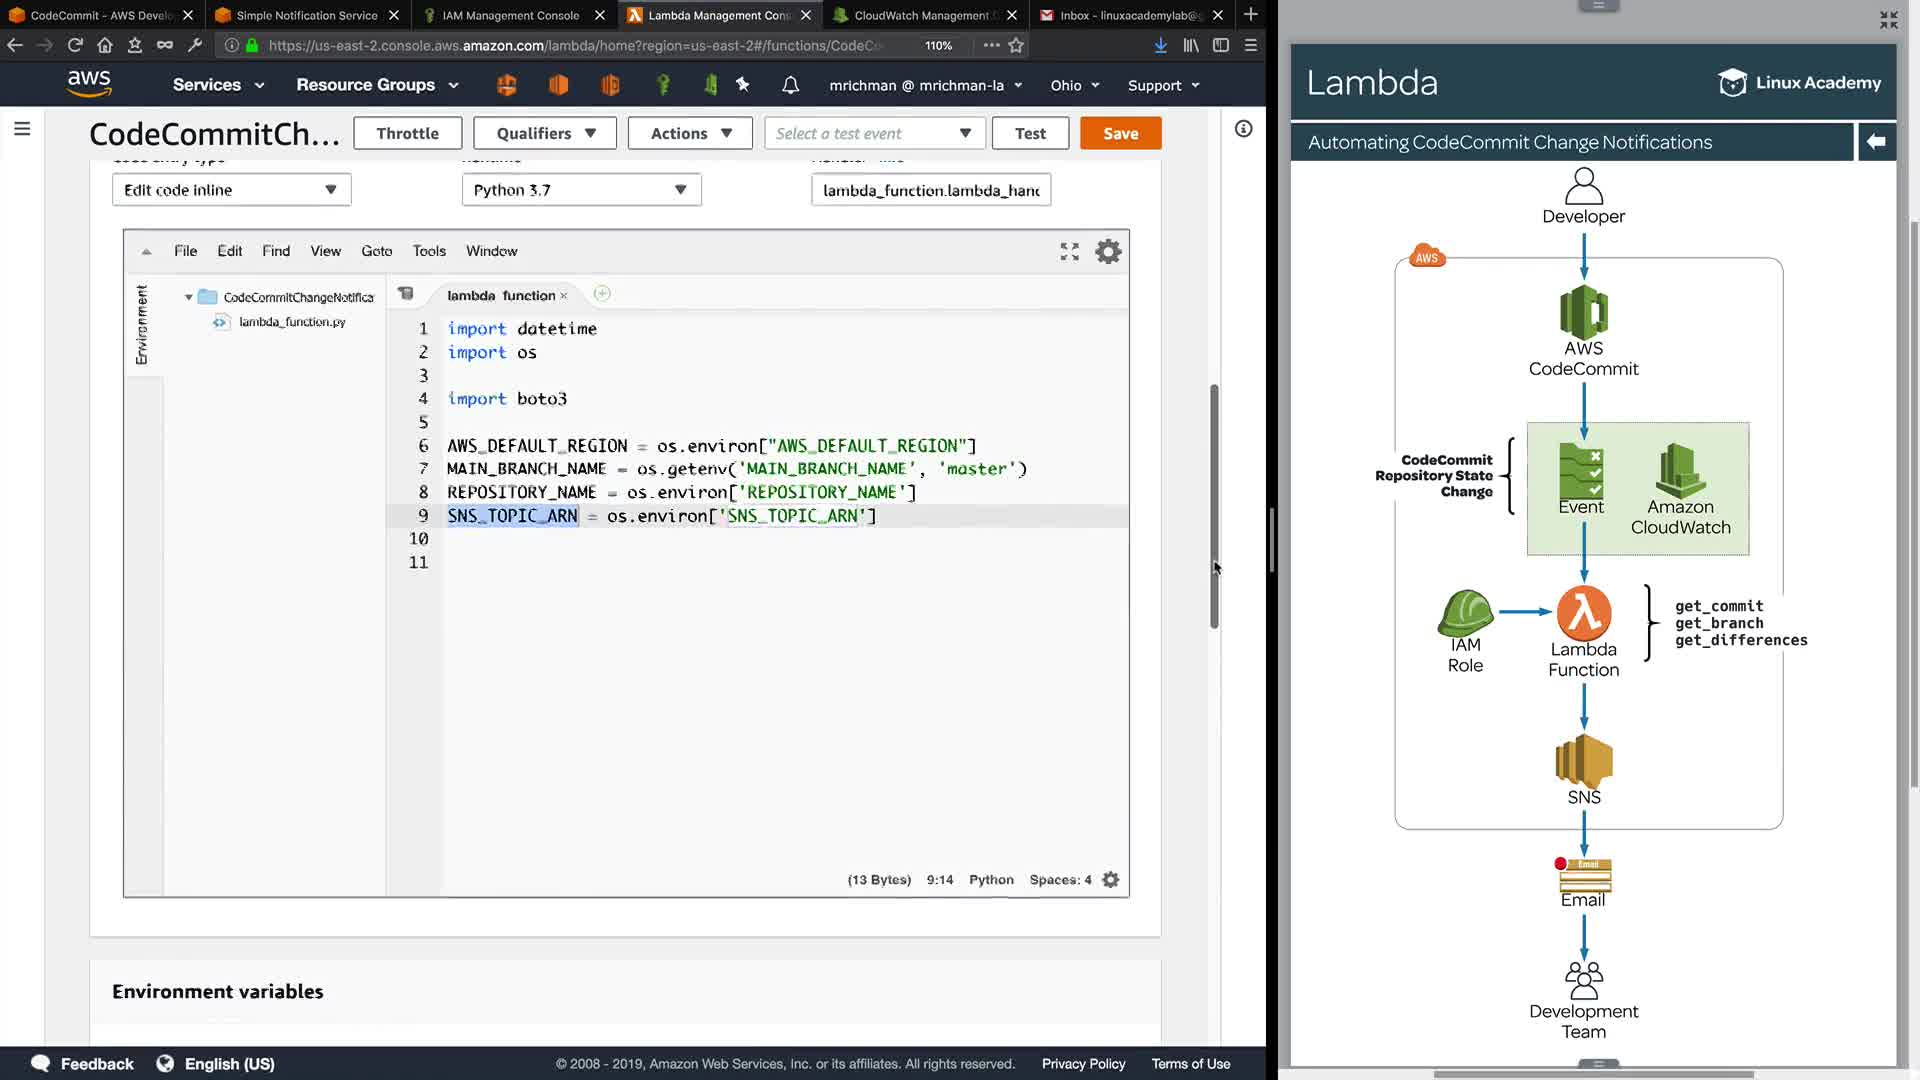 CodeCommit - AWS Develo
Simple Notification Service
IAM Management Console
Lambda Management Cons
CloudWatch Management C
Inbox - linuxacademylab@g
https://us-east-2.console.aws.amazon.com/lambda/home?region=us-east-2#/functions/CodeCo
110%
aws
Services
Resource Groups
mrichman @ mrichman-la
Ohio
Support
CodeCommitCh...
Throttle
Qualifiers
Actions
Select a test event
Test
Save
Code entry type
Runtime
Handler Info
Edit code inline
Python 3.7
lambda_function.lambda_hanc
File
Edit
Find
View
Goto
Tools
Window
Environment
CodeCommitChangeNotifica
lambda_function.py
lambda_function
1 import datetime
2 import os
3
4 import boto3
5
6 AWS_DEFAULT_REGION = os.environ["AWS_DEFAULT_REGION"]
7 MAIN_BRANCH_NAME = os.getenv('MAIN_BRANCH_NAME', 'master')
8 REPOSITORY_NAME = os.environ['REPOSITORY_NAME']
9 SNS_TOPIC_ARN = os.environ['SNS_TOPIC_ARN']
10
11
(13 Bytes) 9:14 Python Spaces: 4
Environment variables
Feedback
English (US)
© 2008 - 2019, Amazon Web Services, Inc. or its affiliates. All rights reserved.
Privacy Policy
Terms of Use
Lambda
Linux Academy
Automating CodeCommit Change Notifications
Developer
AWS
AWS
CodeCommit
CodeCommit
Repository State
Change
Event
Amazon
CloudWatch
IAM
Role
Lambda
Function
get_commit
get_branch
get_differences
SNS
Email
Email
Development
Team